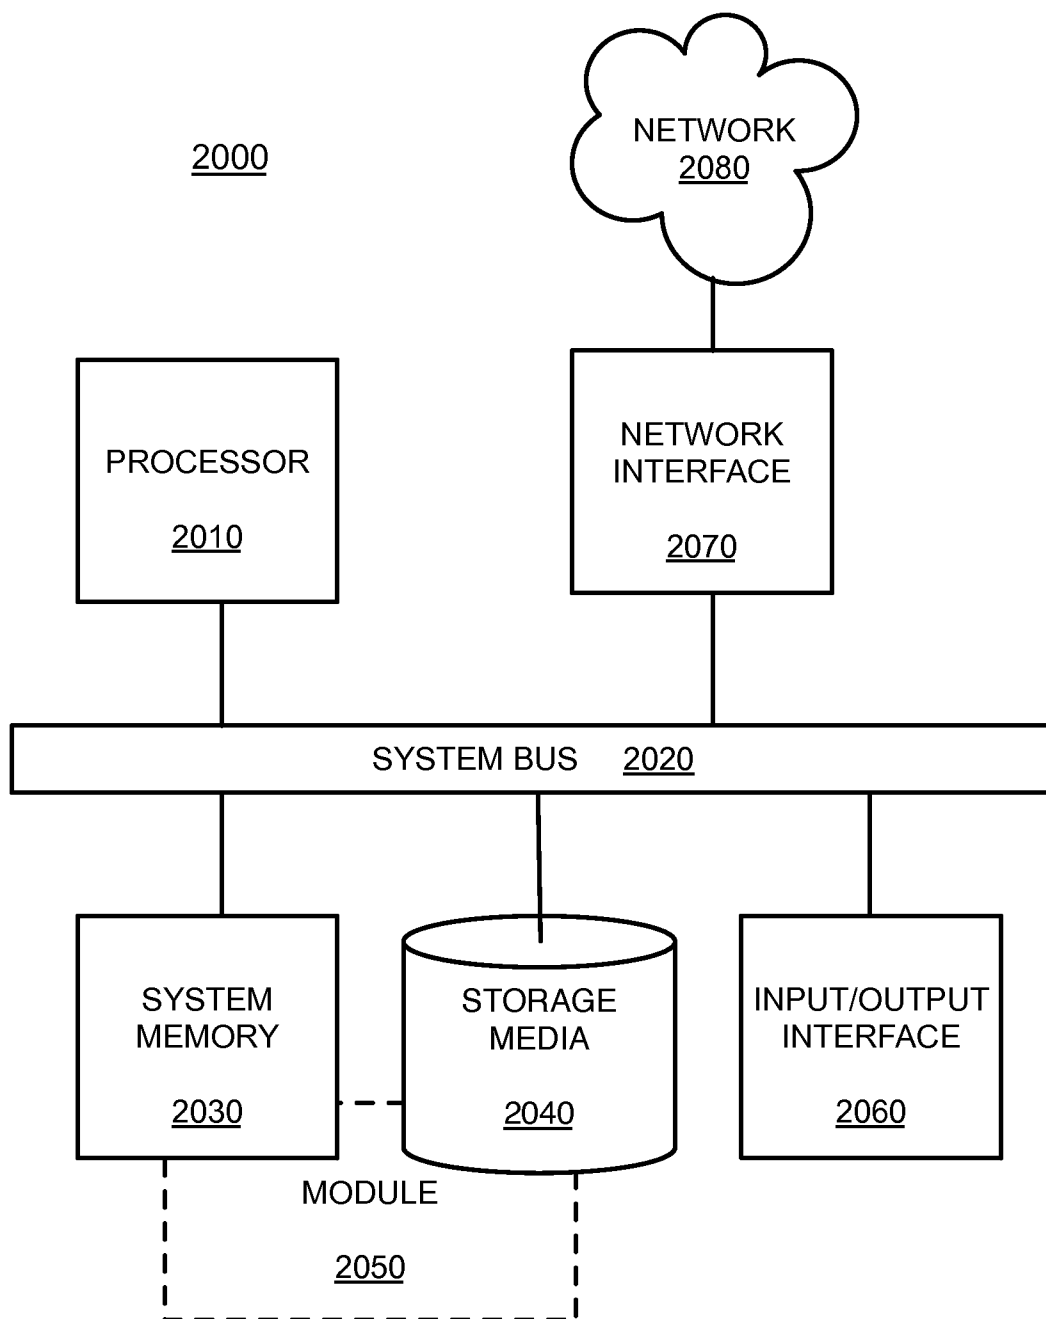 NETWORK
2080
2000
PROCESSOR
2010
NETWORK
INTERFACE
2070
SYSTEM BUS 2020
SYSTEM
MEMORY
2030
STORAGE
MEDIA
2040
INPUT/OUTPUT
INTERFACE
2060
MODULE
2050